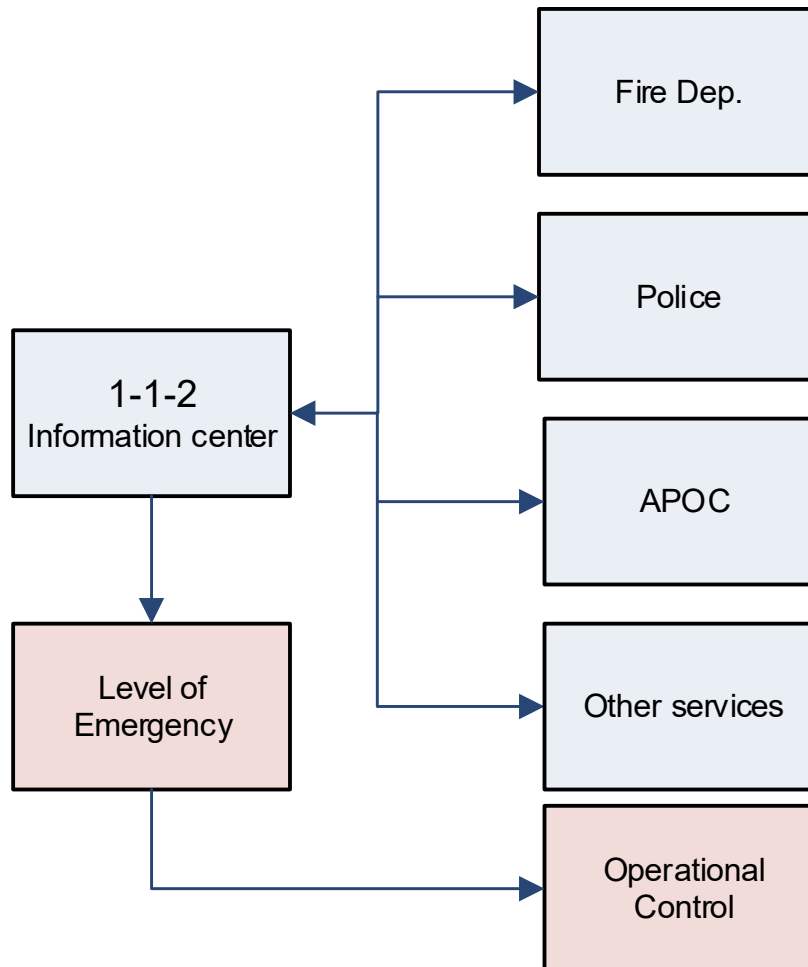 Fire Dep.
Police
1-1-2
Information center
APOC
Level of
Emergency
Other services
Operational
Control